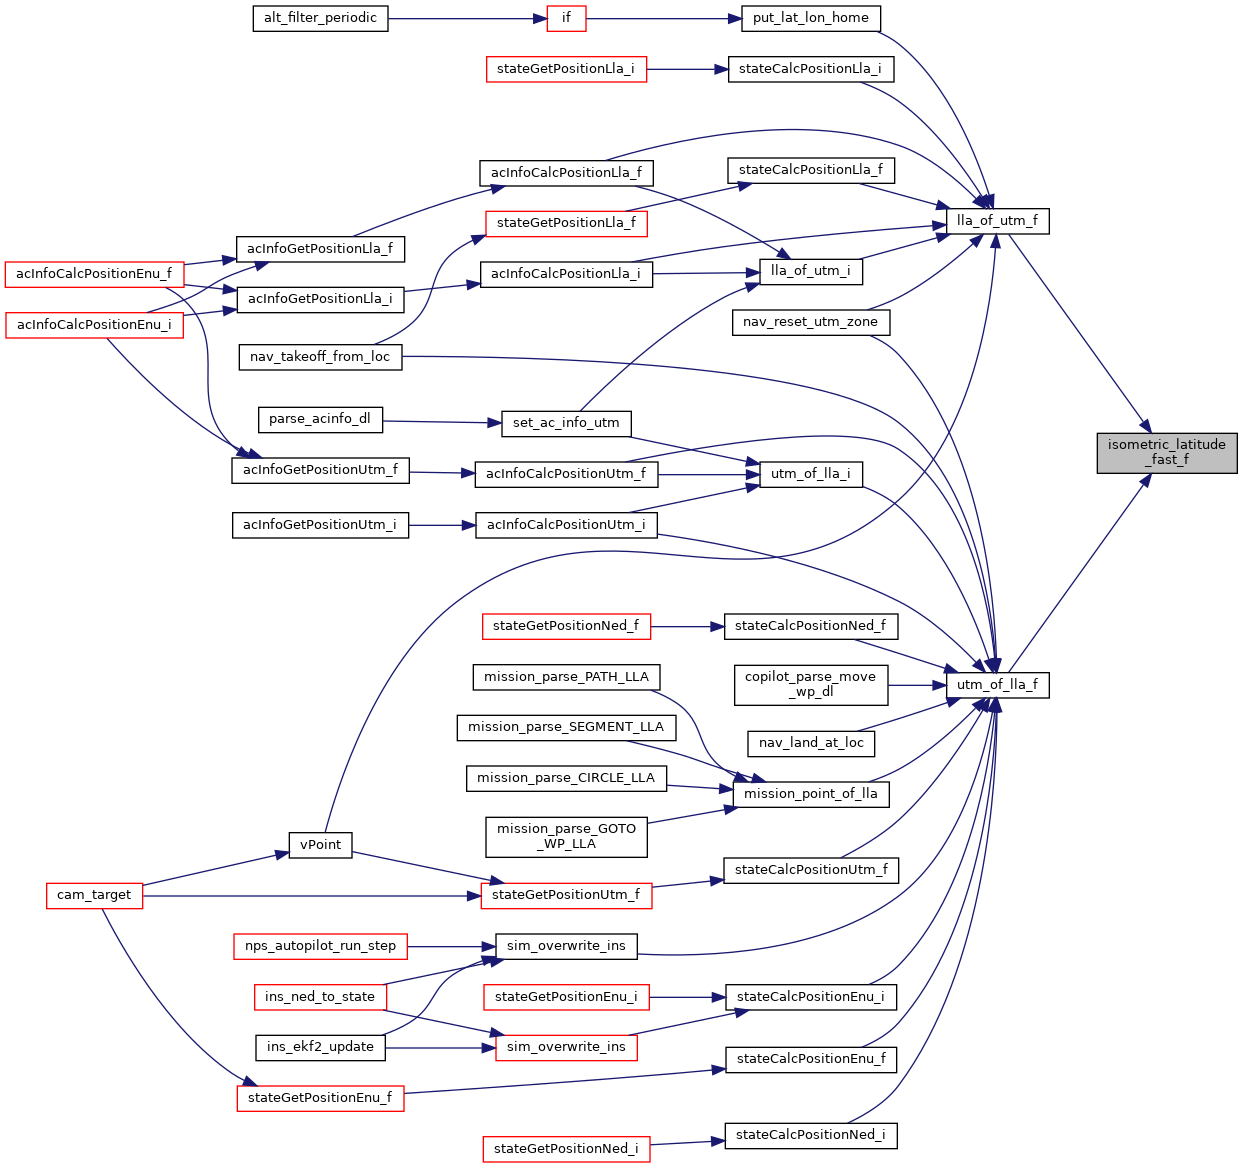 alt_filter_periodic
if
put_lat_lon_home
stateGetPositionLla_i
stateCalcPositionLla_i
acInfoCalcPositionLla_f
stateCalcPositionLla_f
stateGetPositionLla_f
lla_of_utm_f
acInfoGetPositionLla_f
acInfoCalcPositionEnu_f
acInfoCalcPositionLla_i
lla_of_utm_i
acInfoGetPositionLla_i
acInfoCalcPositionEnu_i
nav_reset_utm_zone
nav_takeoff_from_loc
parse_acinfo_dl
set_ac_info_utm
isometric_latitude
_fast_f
acInfoGetPositionUtm_f
acInfoCalcPositionUtm_f
utm_of_lla_i
acInfoGetPositionUtm_i
acInfoCalcPositionUtm_i
stateGetPositionNed_f
stateCalcPositionNed_f
mission_parse_PATH_LLA
copilot_parse_move
_wp_dl
utm_of_lla_f
mission_parse_SEGMENT_LLA
nav_land_at_loc
mission_parse_CIRCLE_LLA
mission_point_of_lla
mission_parse_GOTO
_WP_LLA
vPoint
stateCalcPositionUtm_f
cam_target
stateGetPositionUtm_f
nps_autopilot_run_step
sim_overwrite_ins
ins_ned_to_state
stateGetPositionEnu_i
stateCalcPositionEnu_i
ins_ekf2_update
sim_overwrite_ins
stateCalcPositionEnu_f
stateGetPositionEnu_f
stateCalcPositionNed_i
stateGetPositionNed_i